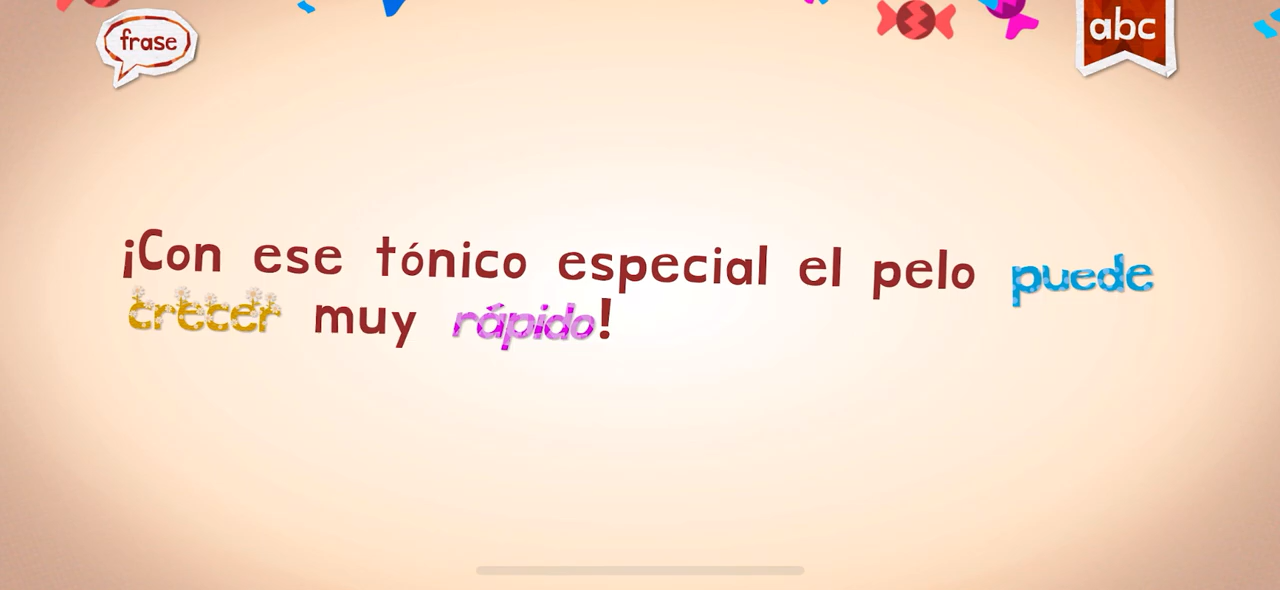 frase
abc
¡Con ese tónico especial el pelo puede
crecer muy rápido!